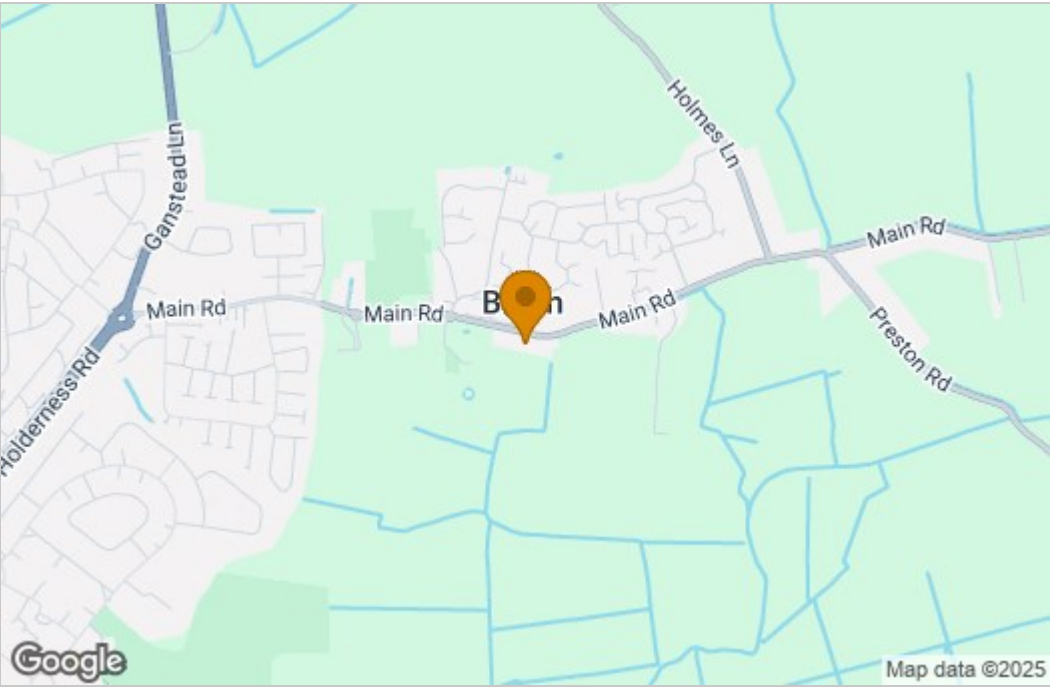 Holmes Ln
Ganstead Ln
Main Rd
Main Rd
Main Rd
Main Rd
Holderness Rd
Preston Rd
Google
Map data ©2025